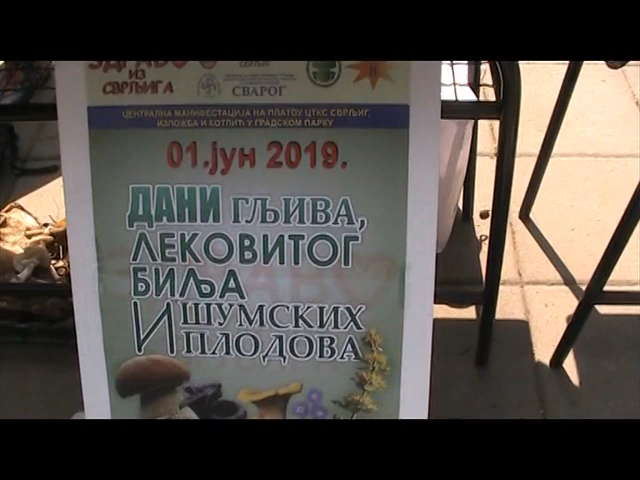 ЗДРАВО
ИЗ
СВРЉИГА
СВАРОГ
ЦЕНТРАЛНА МАНИФЕСТАЦИЈА НА ПЛАТОУ ЦТКС СВРЉИГ,
ИЗЛОЖБА И КОТЛИЋ У ГРАДСКОМ ПАРКУ
01.јун 2019.
ДАНИ ГЉИВА,
ЛЕКОВИТОГ
БИЉА
И ШУМСКИХ
ПЛОДОВА